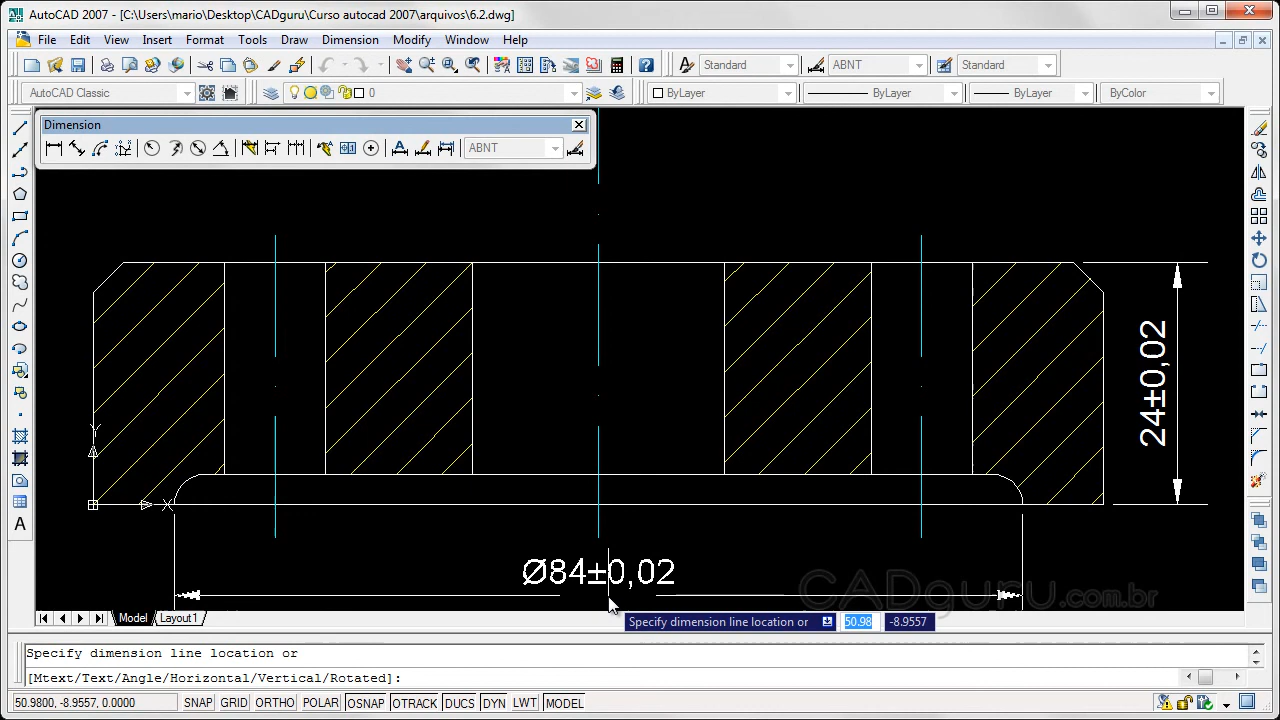 AutoCAD 2007 - [C:\Users\mario\Desktop\CADguru\Curso autocad 2007\arquivos\6.2.dwg]
File Edit View Insert Format Tools Draw Dimension Modify Window Help
Standard ABNT Standard
AutoCAD Classic 0 ByLayer ByLayer ByLayer ByColor
Dimension
ABNT
24±0,02
Y
X
Ø84±0,02
CADguru.com.br
Model Layout1
Specify dimension line location or 50.98 -8.9557
Specify dimension line location or
[Mtext/Text/Angle/Horizontal/Vertical/Rotated]:
50.9800, -8.9557, 0.0000 SNAP GRID ORTHO POLAR OSNAP OTRACK DUCS DYN LWT MODEL